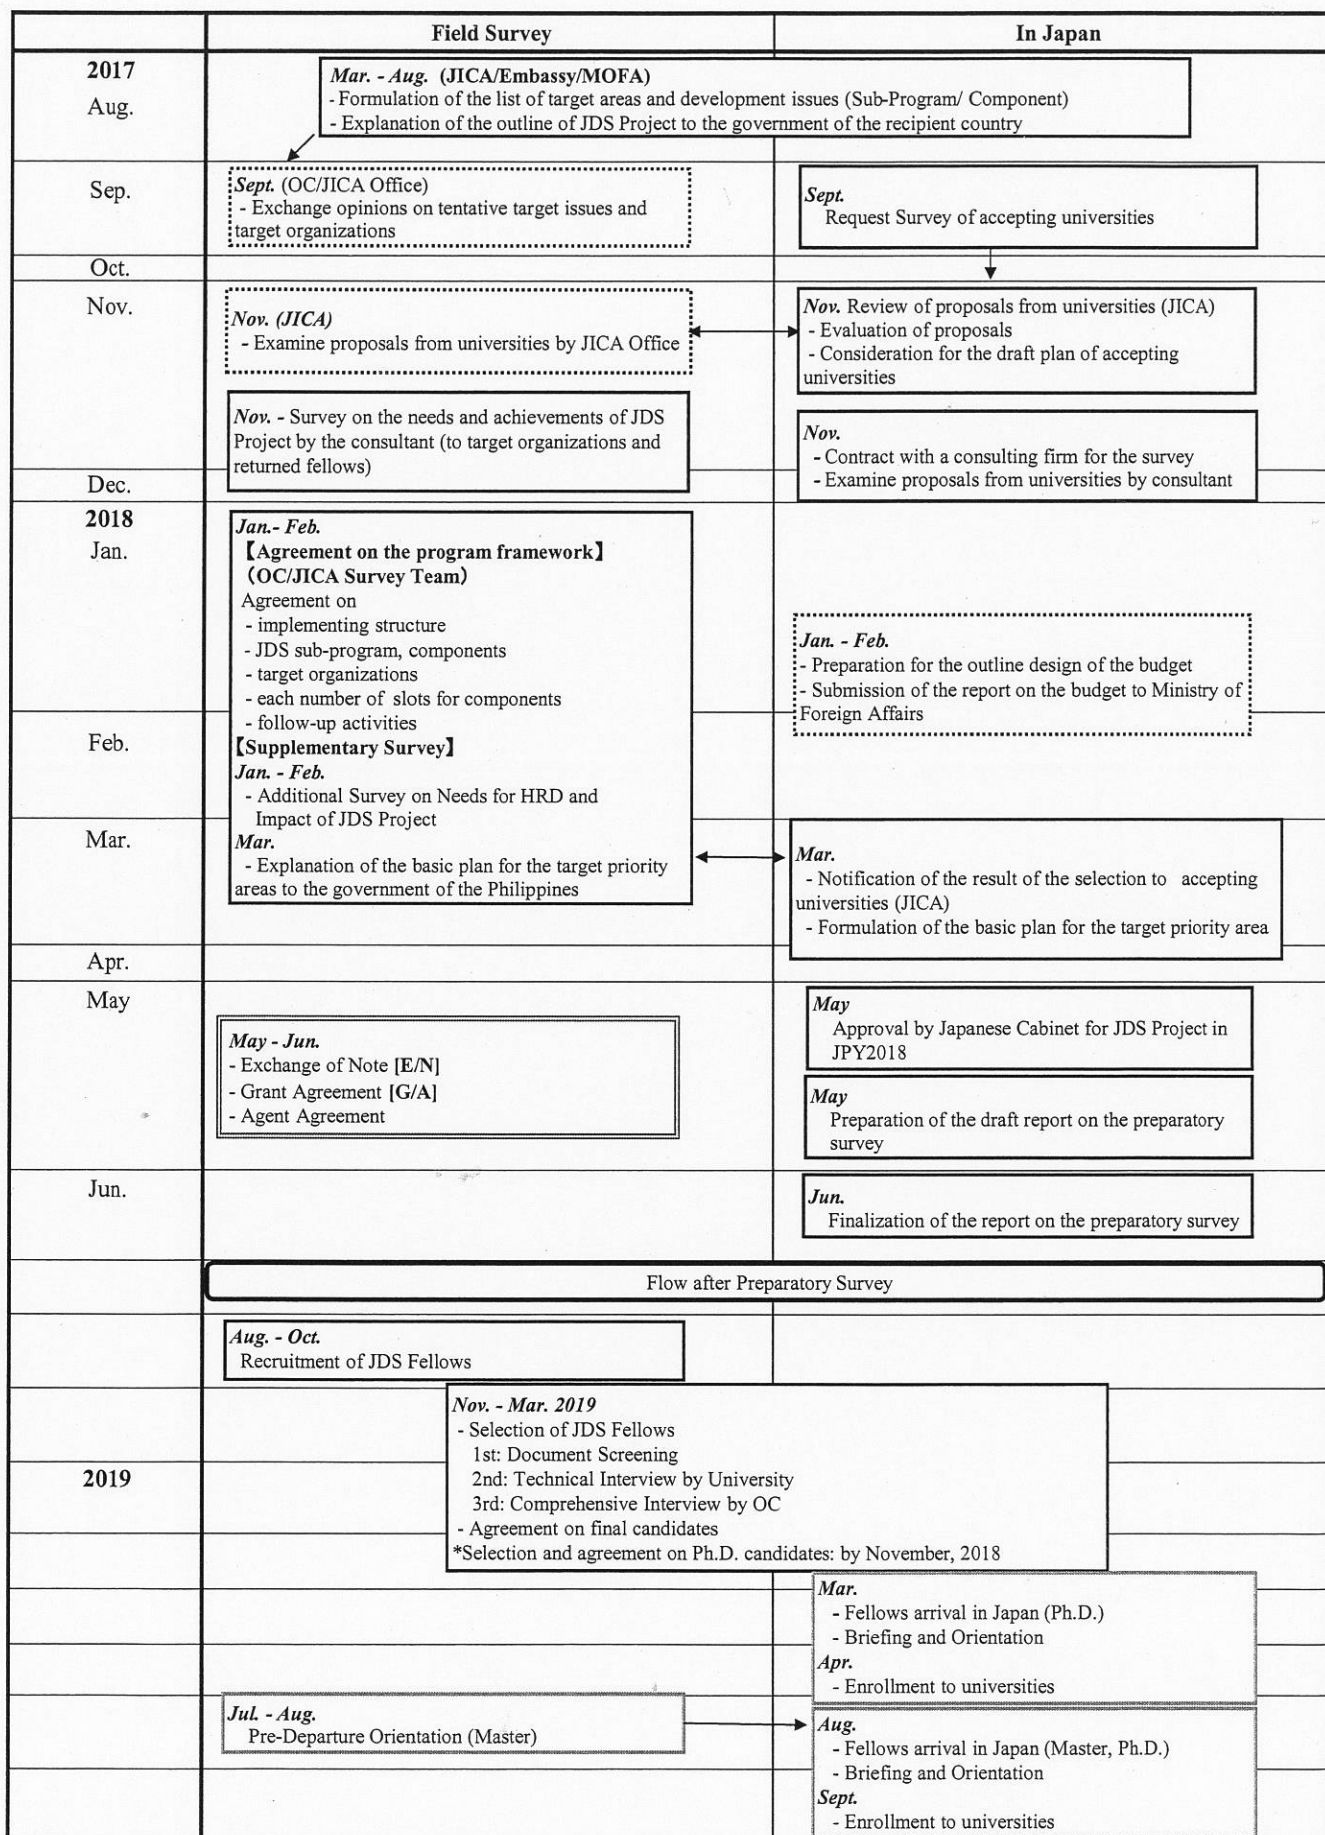 Field Survey
In Japan
2017
Aug.
Mar. - Aug. (JICA/Embassy/MOFA)
- Formulation of the list of target areas and development issues (Sub-Program/ Component)
- Explanation of the outline of JDS Project to the government of the recipient country
Sep.
Sept. (OC/JICA Office)
- Exchange opinions on tentative target issues and
target organizations
Sept.
Request Survey of accepting universities
Oct.
Nov.
Nov. (JICA)
- Examine proposals from universities by JICA Office
Nov. Review of proposals from universities (JICA)
- Evaluation of proposals
- Consideration for the draft plan of accepting
universities
Nov. - Survey on the needs and achievements of JDS
Project by the consultant (to target organizations and
returned fellows)
Nov.
- Contract with a consulting firm for the survey
- Examine proposals from universities by consultant
Dec.
2018
Jan.
Jan.- Feb.
【Agreement on the program framework】
（OC/JICA Survey Team）
Agreement on
- implementing structure
- JDS sub-program, components
- target organizations
- each number of slots for components
- follow-up activities
Jan. - Feb.
- Preparation for the outline design of the budget
- Submission of the report on the budget to Ministry of
Foreign Affairs
Feb.
【Supplementary Survey】
Jan. - Feb.
- Additional Survey on Needs for HRD and
Impact of JDS Project
Mar.
Mar.
- Explanation of the basic plan for the target priority
areas to the government of the Philippines
Mar.
- Notification of the result of the selection to accepting
universities (JICA)
- Formulation of the basic plan for the target priority area
Apr.
May
May - Jun.
- Exchange of Note [E/N]
- Grant Agreement [G/A]
- Agent Agreement
May
Approval by Japanese Cabinet for JDS Project in
JPY2018
May
Preparation of the draft report on the preparatory
survey
Jun.
Jun.
Finalization of the report on the preparatory survey
Flow after Preparatory Survey
Aug. - Oct.
Recruitment of JDS Fellows
Nov. - Mar. 2019
- Selection of JDS Fellows
1st: Document Screening
2nd: Technical Interview by University
3rd: Comprehensive Interview by OC
- Agreement on final candidates
*Selection and agreement on Ph.D. candidates: by November, 2018
2019
Mar.
- Fellows arrival in Japan (Ph.D.)
- Briefing and Orientation
Apr.
- Enrollment to universities
Jul. - Aug.
Pre-Departure Orientation (Master)
Aug.
- Fellows arrival in Japan (Master, Ph.D.)
- Briefing and Orientation
Sept.
- Enrollment to universities